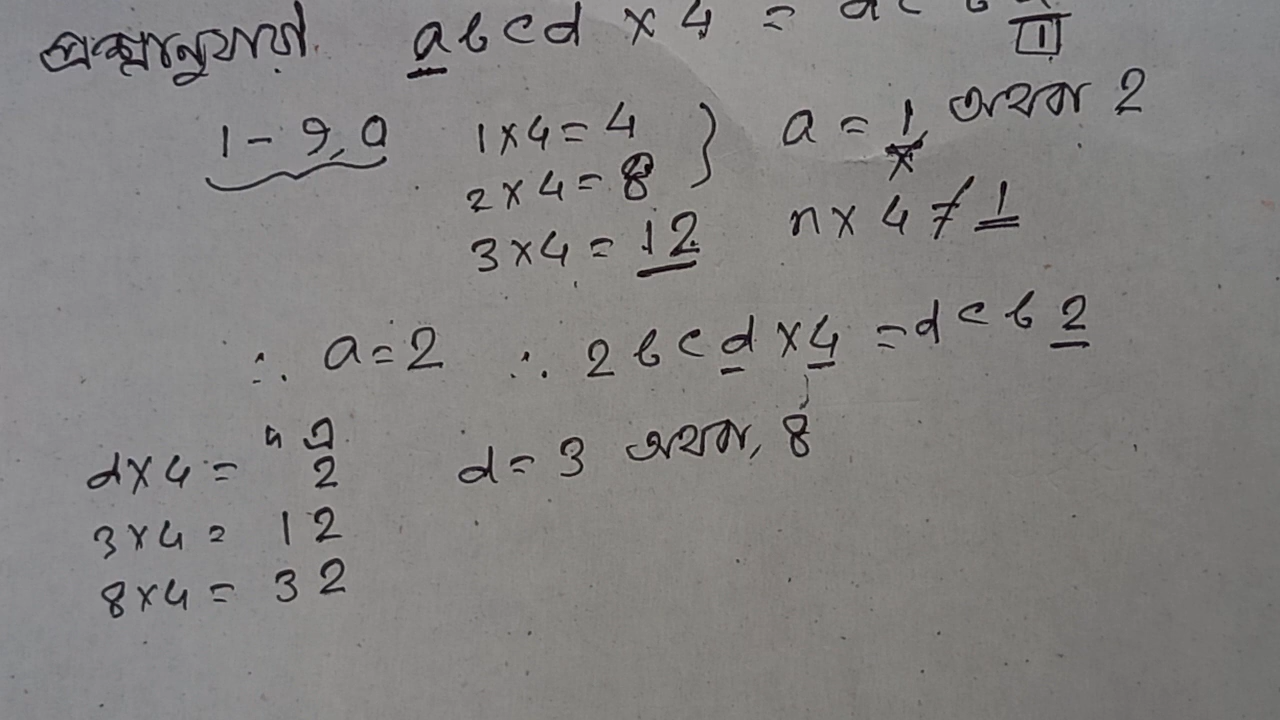 প্রশ্নানুযায়ী. abcd × 4 = dcba
1
1 - 9, 0 1×4 = 4 } a = 1, অথবা 2
2×4 = 8
3×4 = 12 n × 4 ≠ 1
∴ a = 2 ∴ 2bcd × 4 = dcb2
d×4 = 2 d = 3 অথবা, 8
3×4 = 12
8×4 = 32